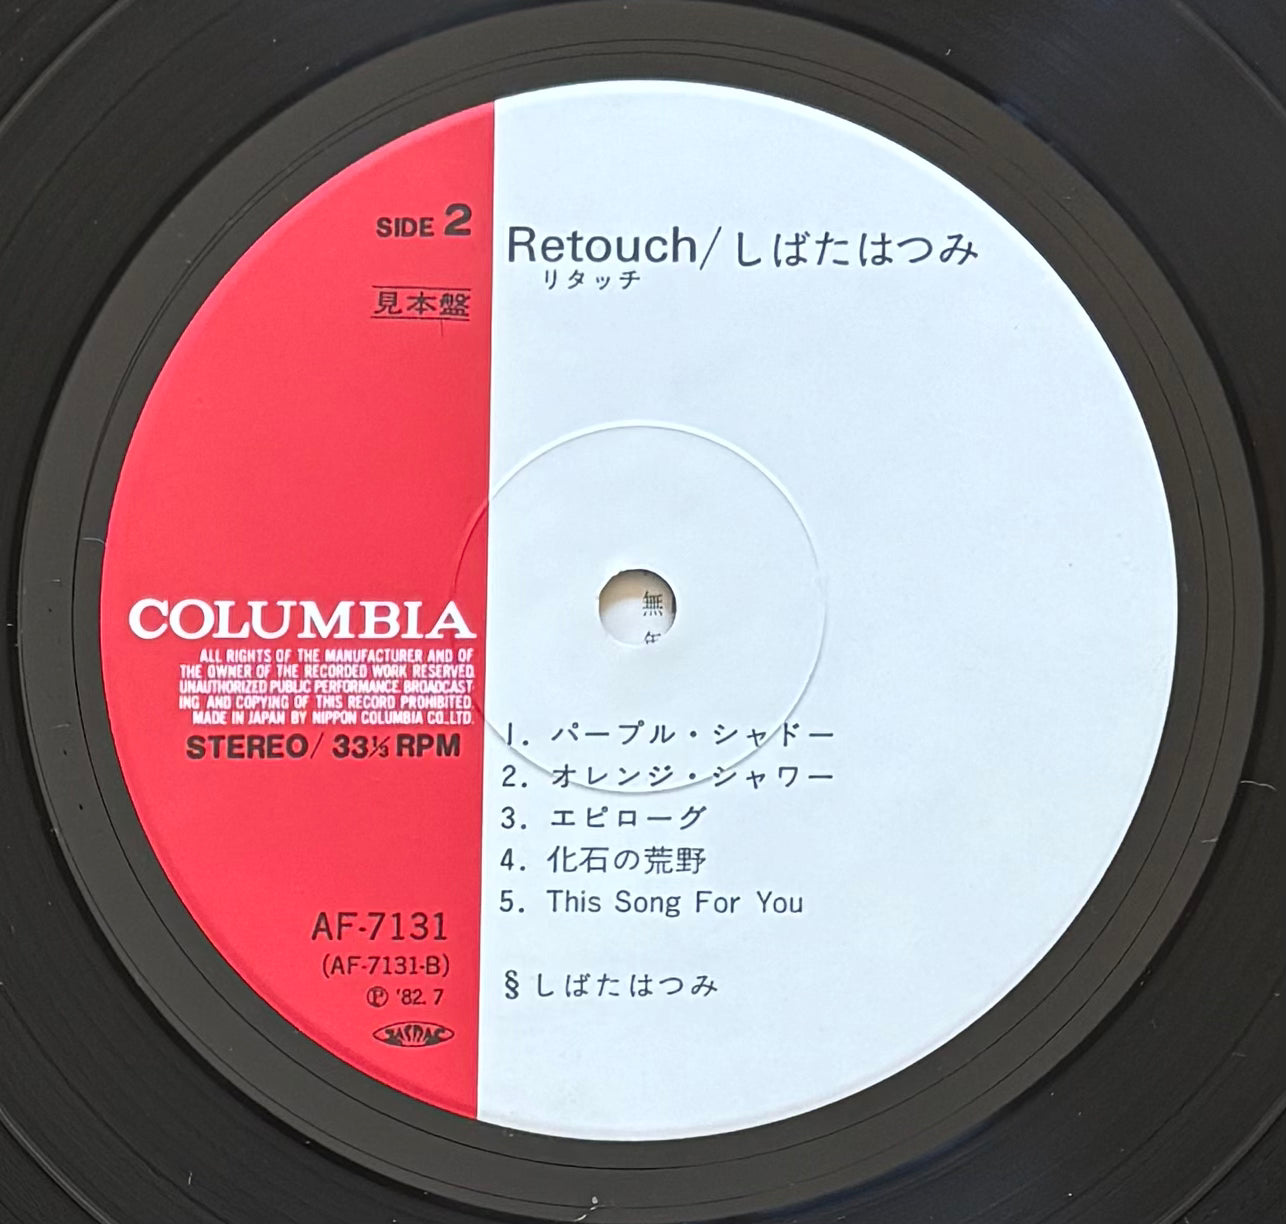 SIDE 2
見本盤
Retouch/しばたはつみ
リタッチ
無
COLUMBIA
ALL RIGHTS OF THE MANUFACTURER AND OF
THE OWNER OF THE RECORDED WORK RESERVED.
UNAUTHORIZED PUBLIC PERFORMANCE. BROADCAST-
ING AND COPYING OF THIS RECORD PROHIBITED.
MADE IN JAPAN BY NIPPON COLUMBIA CO.,LTD.
STEREO/ 33⅓ RPM
1. パープル・シャドー
2. オレンジ・シャワー
3. エピローグ
4. 化石の荒野
5. This Song For You
§ しばたはつみ
AF-7131
(AF-7131-B)
Ⓟ '82. 7
JASRAC